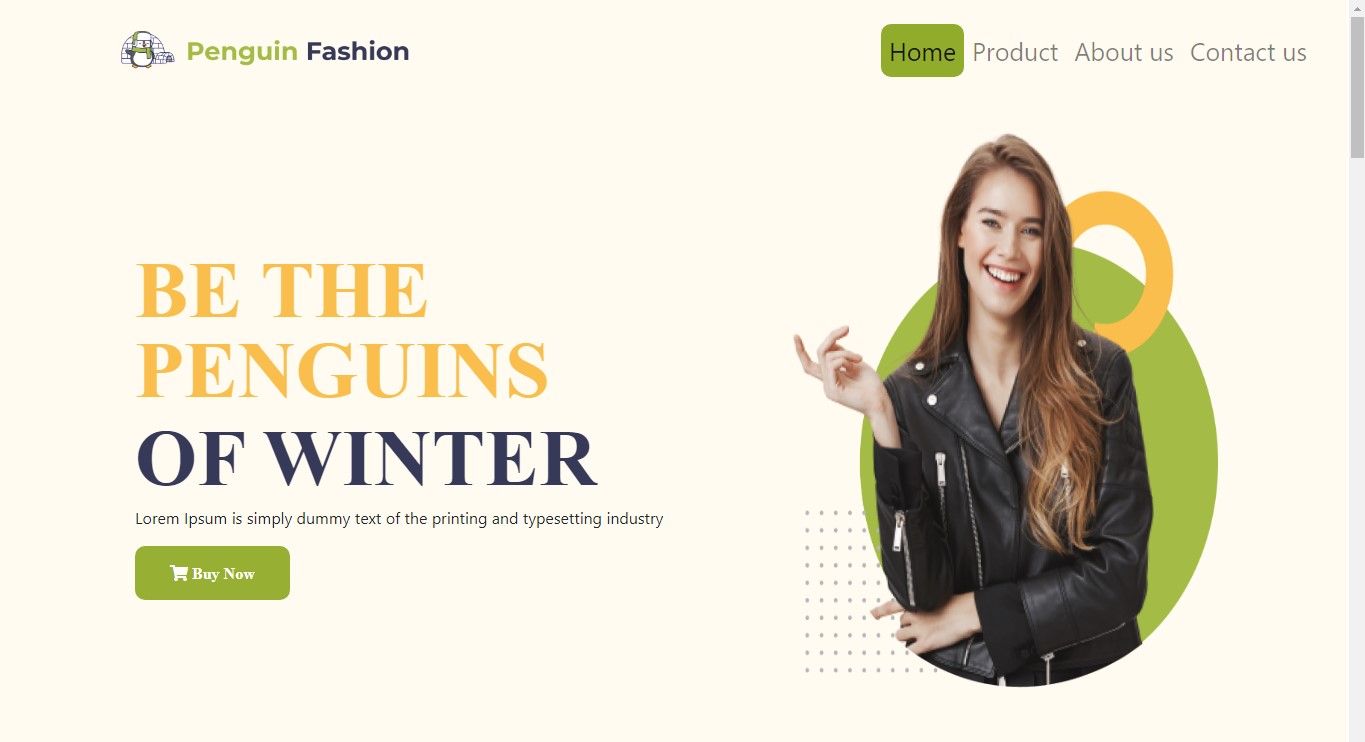 Penguin Fashion
Home Product About us Contact us
BE THE
PENGUINS
OF WINTER
Lorem Ipsum is simply dummy text of the printing and typesetting industry
Buy Now